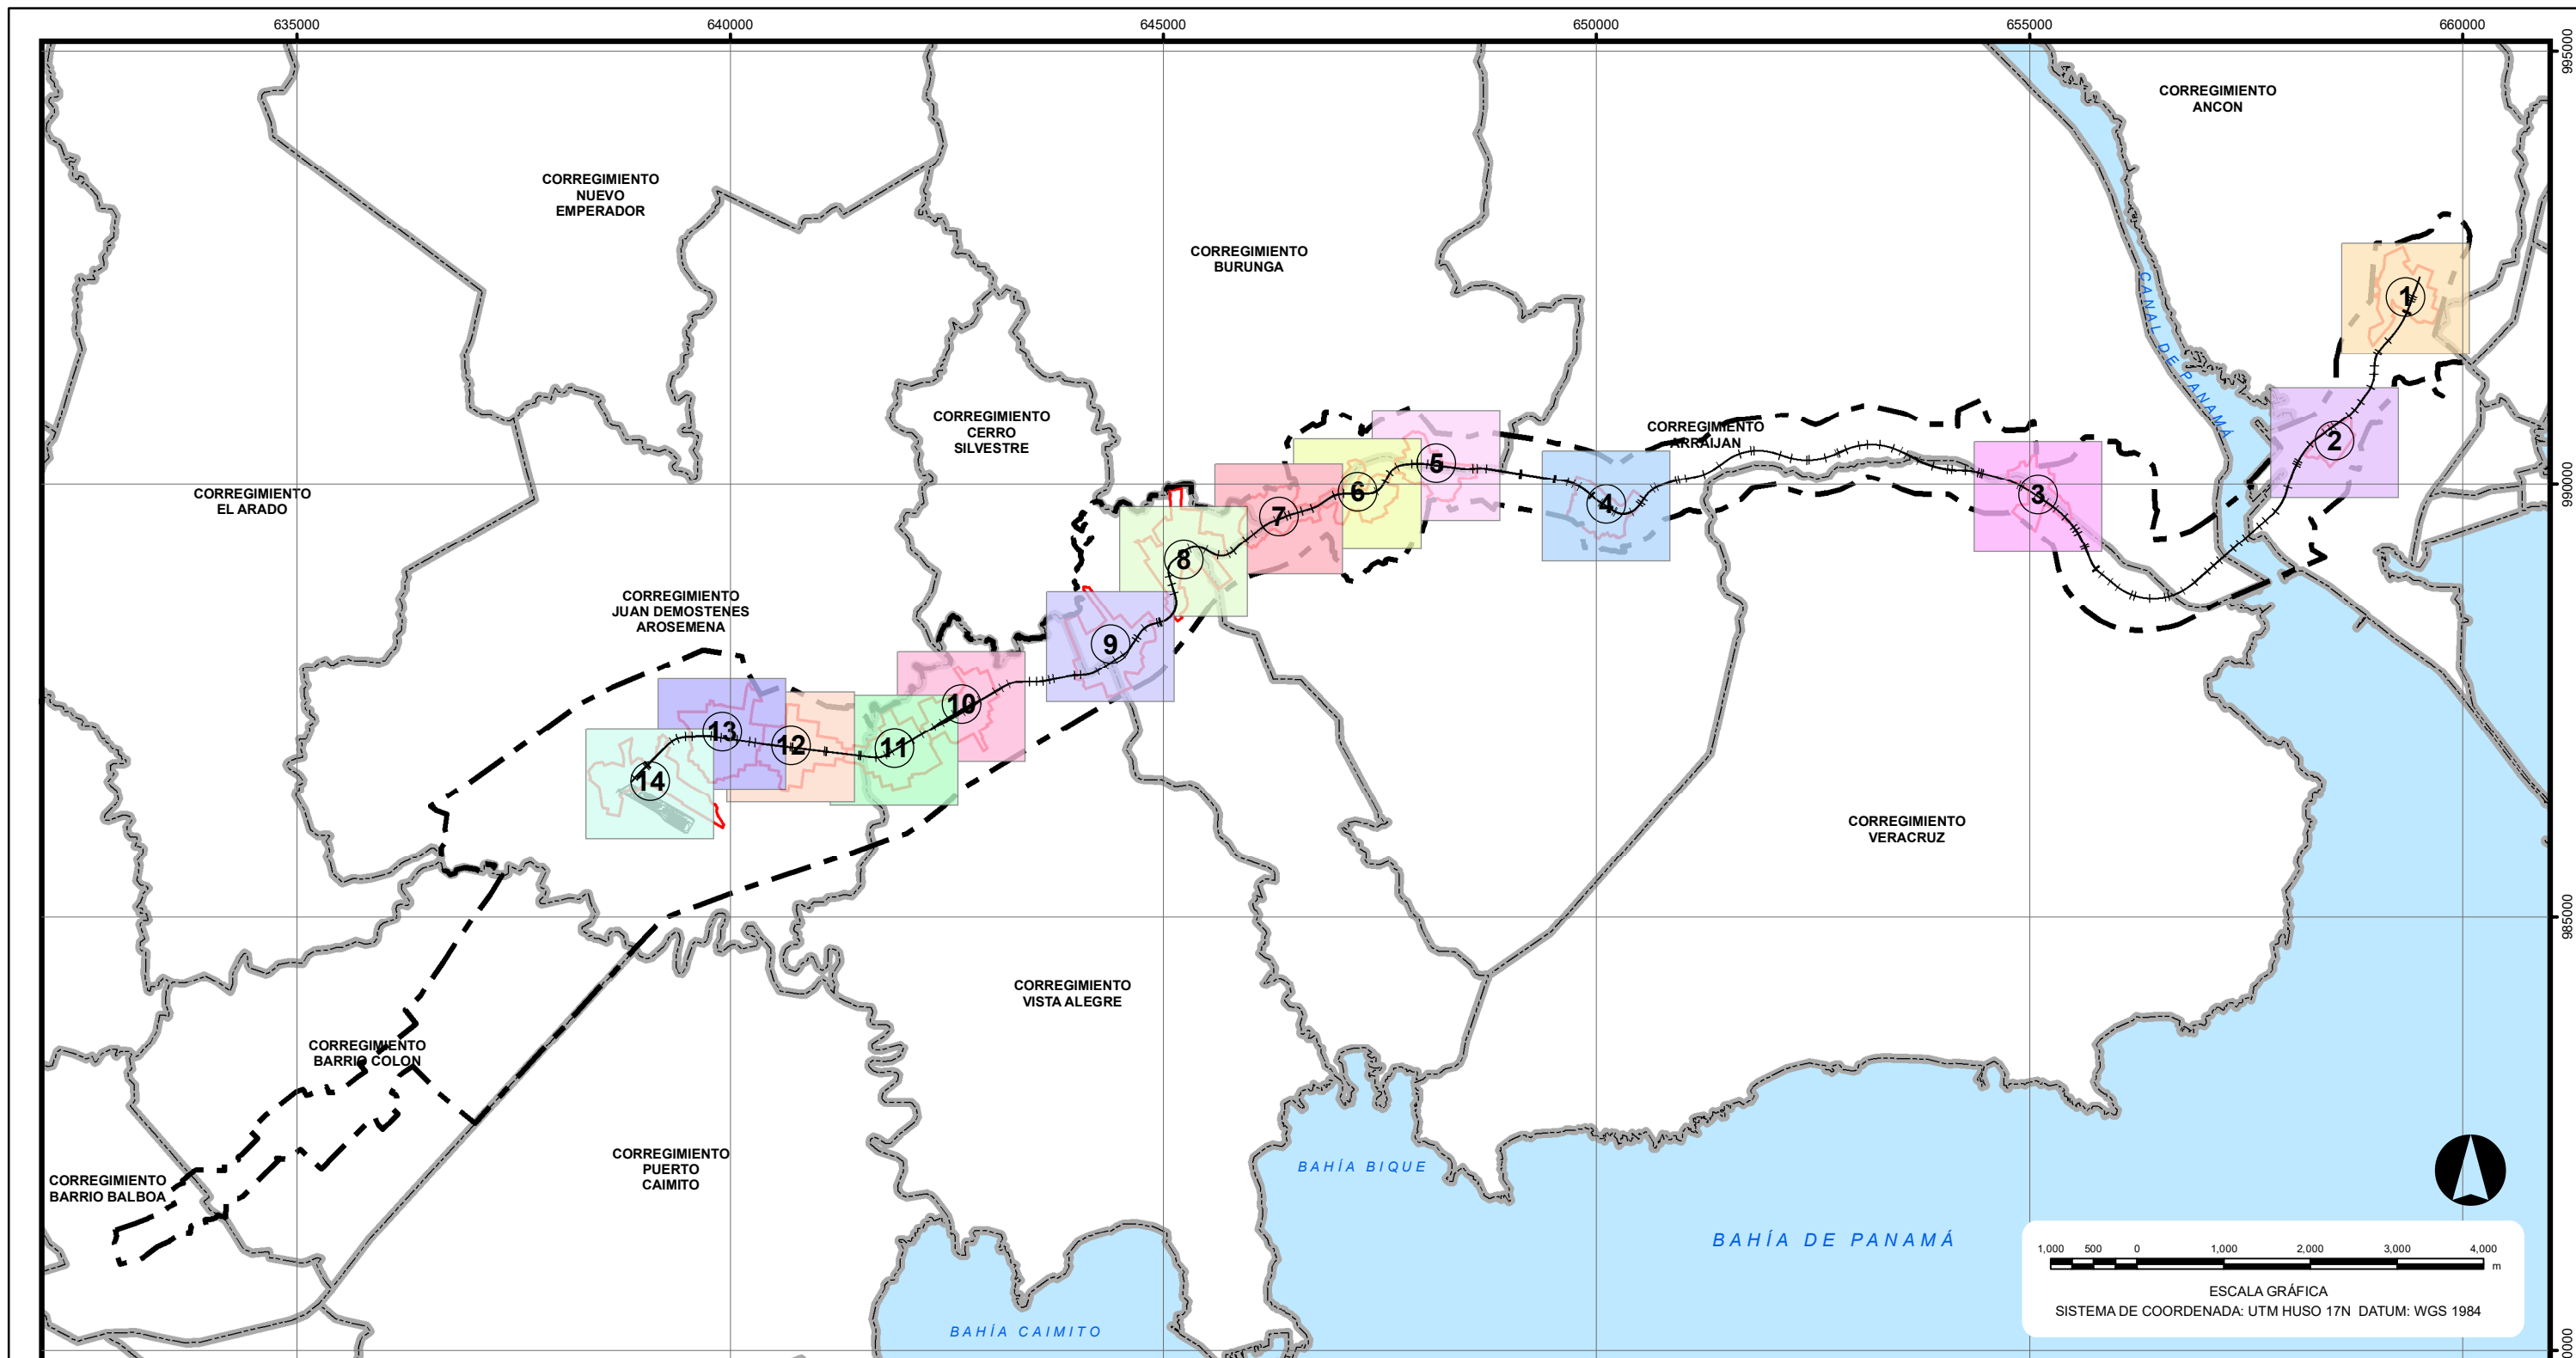 635000
640000
645000
650000
655000
660000
995000
CORREGIMIENTO
ANCON
CORREGIMIENTO
NUEVO
EMPERADOR
CORREGIMIENTO
BURUNGA
CANAL DE PANAMÁ
1
CORREGIMIENTO
CERRO
SILVESTRE
CORREGIMIENTO
ARRAIJAN
2
5
990000
CORREGIMIENTO
EL ARADO
6
3
4
7
8
CORREGIMIENTO
JUAN DEMOSTENES
AROSEMENA
9
10
13
12
11
14
CORREGIMIENTO
VERACRUZ
985000
CORREGIMIENTO
VISTA ALEGRE
CORREGIMIENTO
BARRIO COLON
CORREGIMIENTO
PUERTO
CAIMITO
BAHÍA BIQUE
CORREGIMIENTO
BARRIO BALBOA
BAHÍA DE PANAMÁ
1,000 500 0 1,000 2,000 3,000 4,000
m
ESCALA GRÁFICA
SISTEMA DE COORDENADA: UTM HUSO 17N DATUM: WGS 1984
BAHÍA CAIMITO